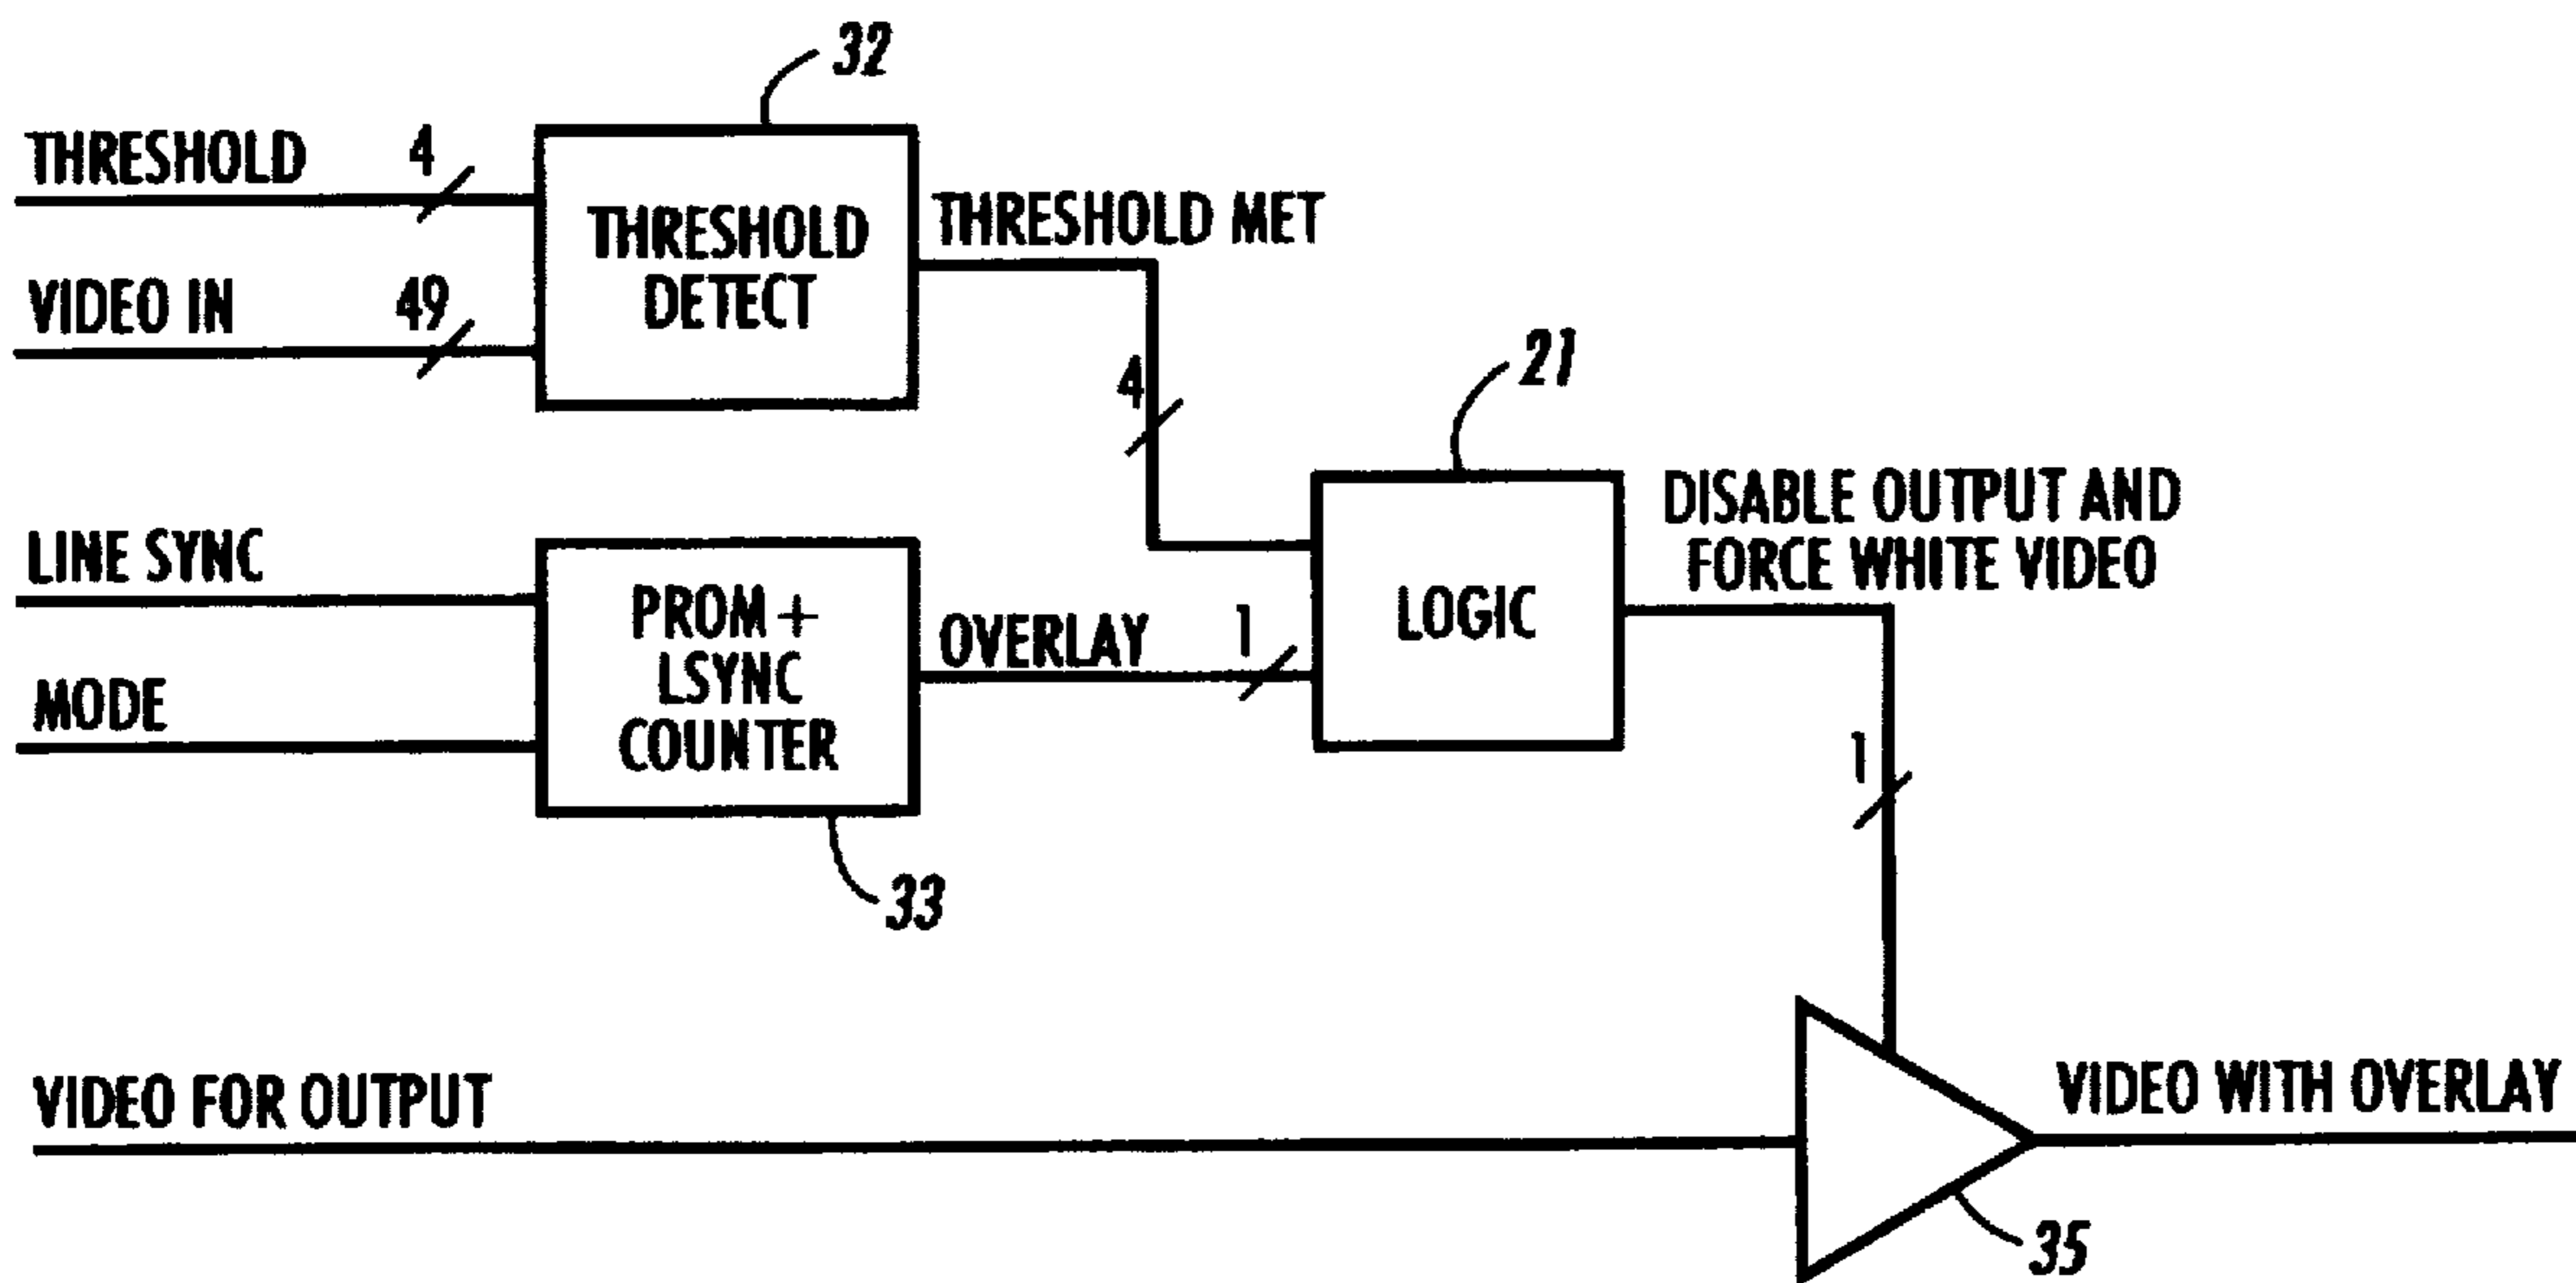 32
THRESHOLD
4
THRESHOLD
DETECT
THRESHOLD MET
VIDEO IN
49
4
21
LINE SYNC
PROM +
LSYNC
COUNTER
MODE
OVERLAY
1
LOGIC
DISABLE OUTPUT AND
FORCE WHITE VIDEO
1
33
VIDEO FOR OUTPUT
VIDEO WITH OVERLAY
35